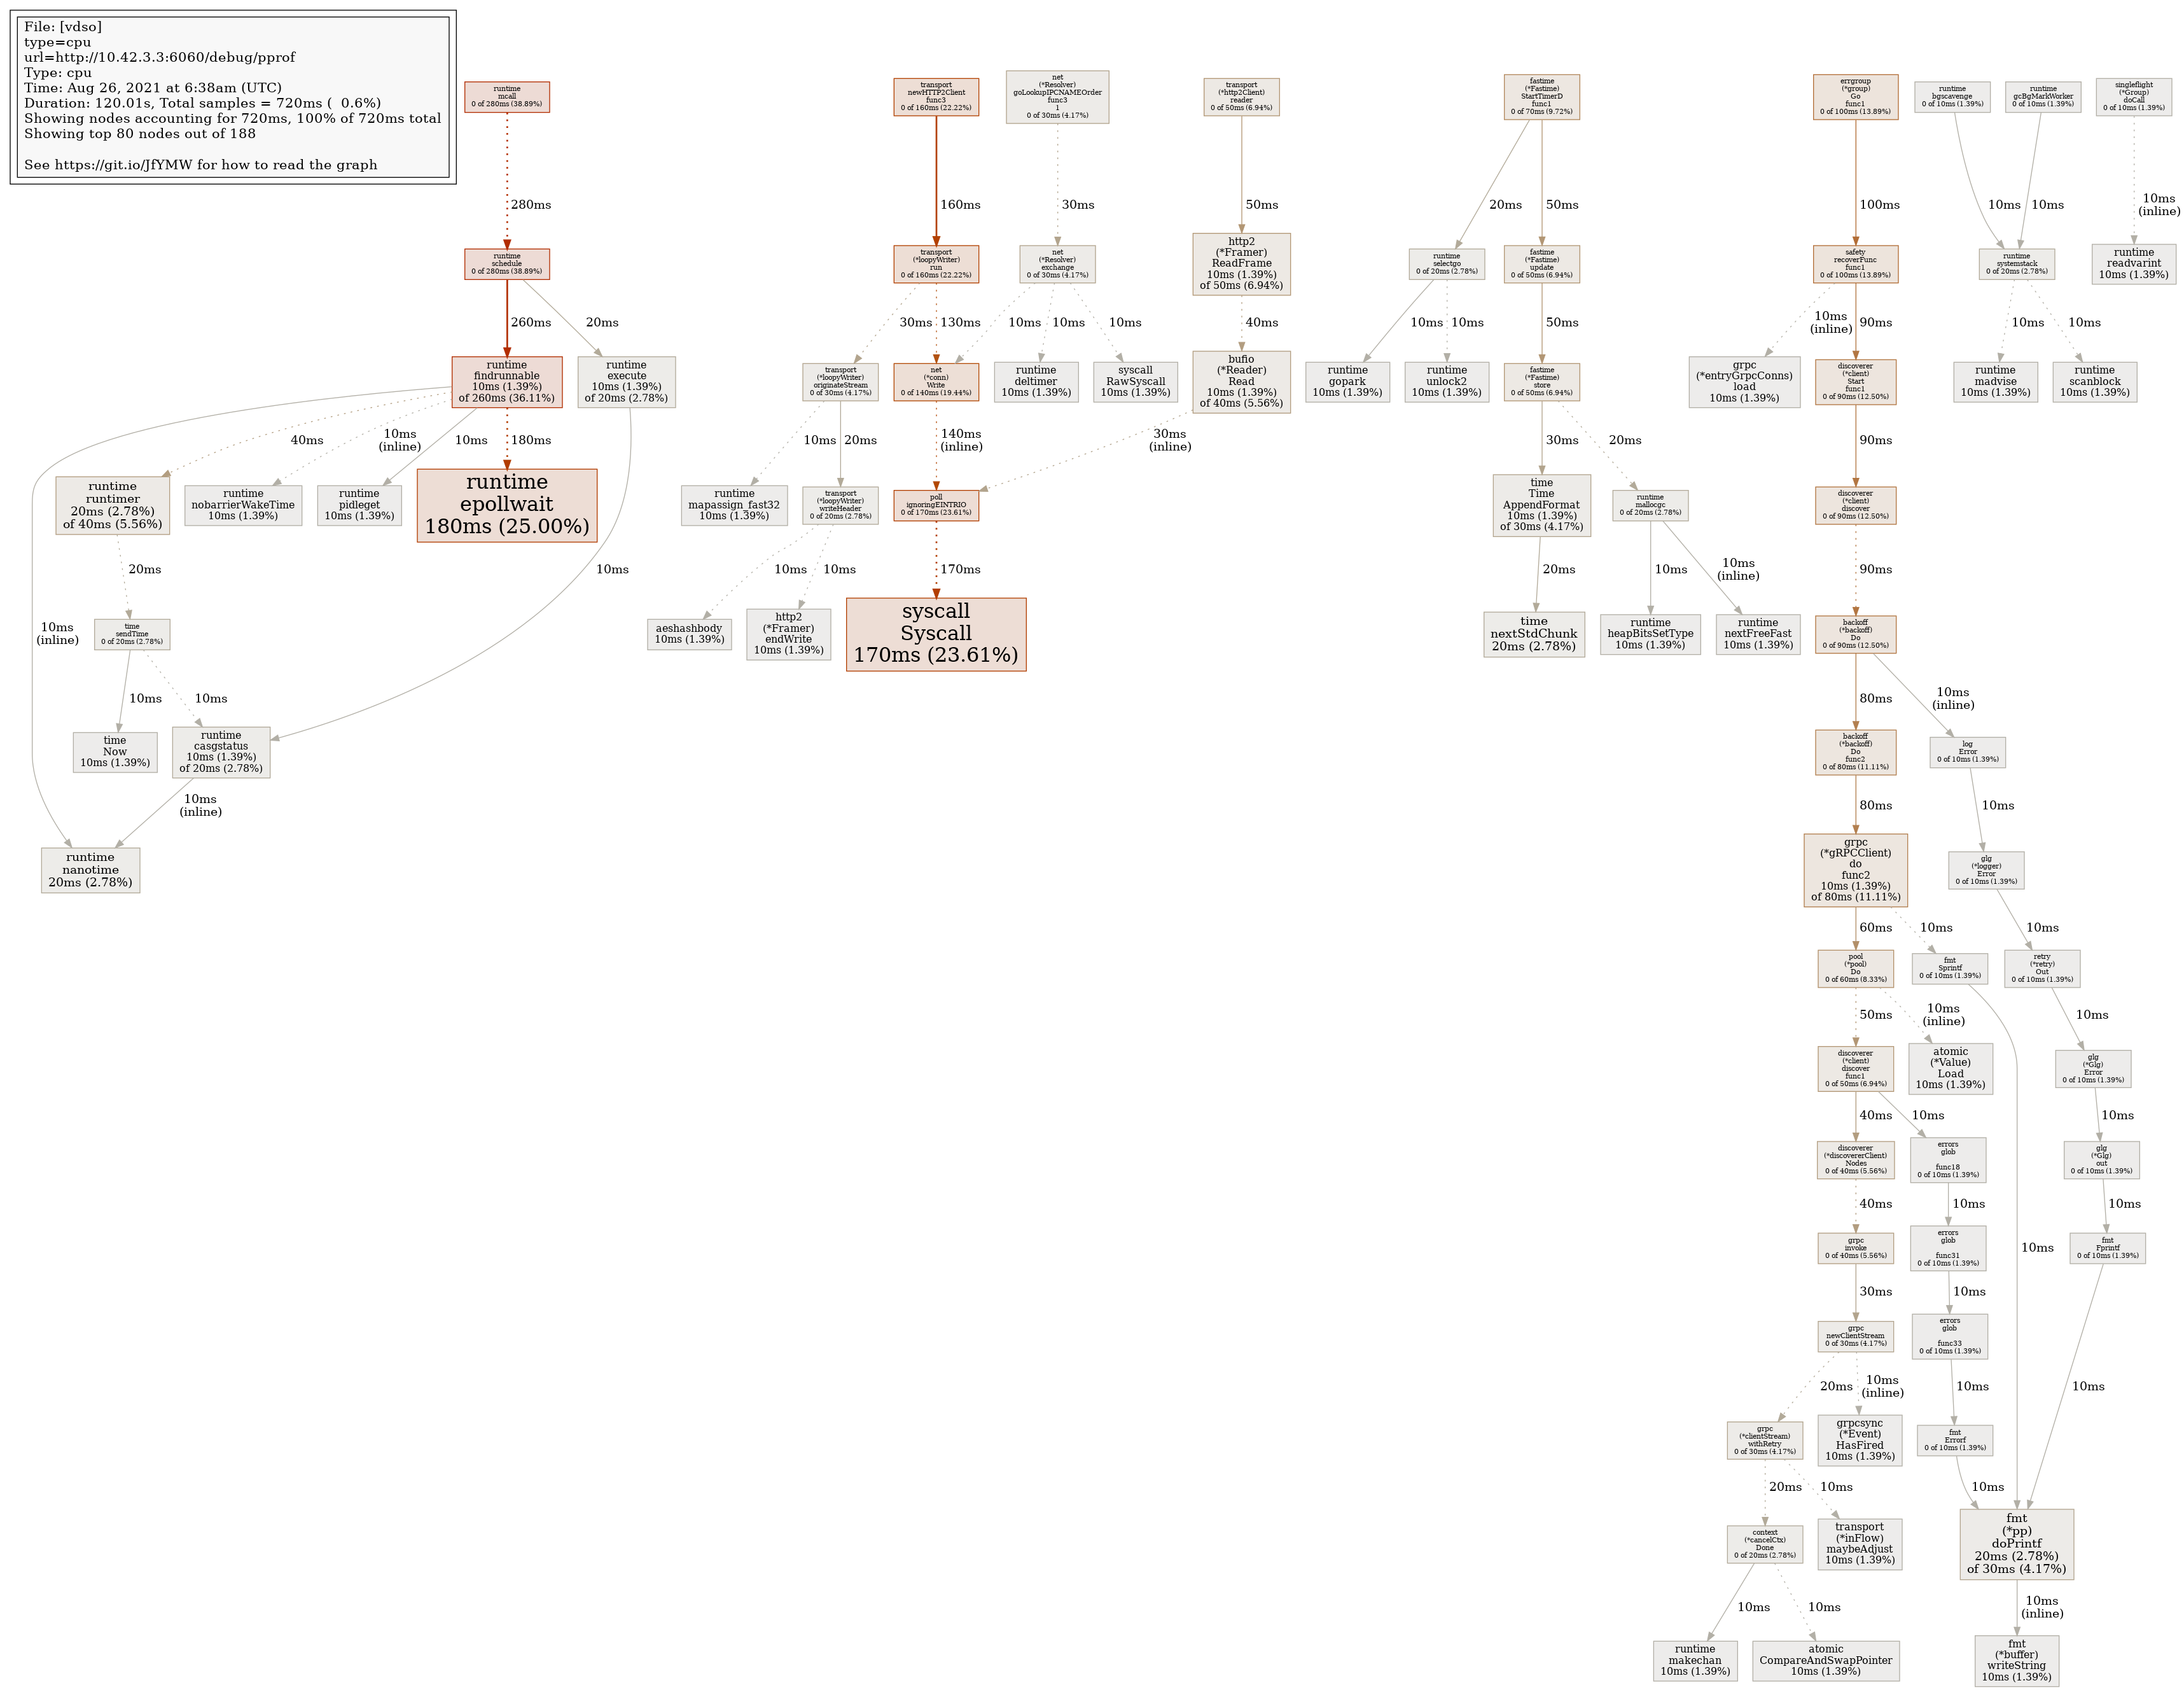 File: [vdso]
type=cpu
url=http://10.42.3.3:6060/debug/pprof
Type: cpu
Time: Aug 26, 2021 at 6:38am (UTC)
Duration: 120.01s, Total samples = 720ms (  0.6%)
Showing nodes accounting for 720ms, 100% of 720ms total
Showing top 80 nodes out of 188
See https://git.io/JfYMW for how to read the graph
runtime
mcall
0 of 280ms (38.89%)
280ms
runtime
schedule
0 of 280ms (38.89%)
260ms
20ms
runtime
findrunnable
10ms (1.39%)
of 260ms (36.11%)
runtime
execute
10ms (1.39%)
of 20ms (2.78%)
40ms
10ms
(inline)
10ms
180ms
runtime
runtimer
20ms (2.78%)
of 40ms (5.56%)
runtime
nobarrierWakeTime
10ms (1.39%)
runtime
pidleget
10ms (1.39%)
runtime
epollwait
180ms (25.00%)
20ms
10ms
10ms
(inline)
time
sendTime
0 of 20ms (2.78%)
10ms
10ms
time
Now
10ms (1.39%)
runtime
casgstatus
10ms (1.39%)
of 20ms (2.78%)
10ms
(inline)
runtime
nanotime
20ms (2.78%)
transport
newHTTP2Client
func3
0 of 160ms (22.22%)
160ms
transport
(*loopyWriter)
run
0 of 160ms (22.22%)
30ms
130ms
net
(*Resolver)
goLookupIPCNAMEOrder
func3
1
0 of 30ms (4.17%)
30ms
net
(*Resolver)
exchange
0 of 30ms (4.17%)
10ms
10ms
10ms
transport
(*loopyWriter)
originateStream
0 of 30ms (4.17%)
net
(*conn)
Write
0 of 140ms (19.44%)
runtime
deltimer
10ms (1.39%)
syscall
RawSyscall
10ms (1.39%)
10ms
20ms
140ms
(inline)
runtime
mapassign_fast32
10ms (1.39%)
transport
(*loopyWriter)
writeHeader
0 of 20ms (2.78%)
poll
ignoringEINTRIO
0 of 170ms (23.61%)
10ms
10ms
170ms
aeshashbody
10ms (1.39%)
http2
(*Framer)
endWrite
10ms (1.39%)
syscall
Syscall
170ms (23.61%)
transport
(*http2Client)
reader
0 of 50ms (6.94%)
50ms
http2
(*Framer)
ReadFrame
10ms (1.39%)
of 50ms (6.94%)
40ms
bufio
(*Reader)
Read
10ms (1.39%)
of 40ms (5.56%)
30ms
(inline)
fastime
(*Fastime)
StartTimerD
func1
0 of 70ms (9.72%)
20ms
50ms
runtime
selectgo
0 of 20ms (2.78%)
fastime
(*Fastime)
update
0 of 50ms (6.94%)
10ms
10ms
50ms
runtime
gopark
10ms (1.39%)
runtime
unlock2
10ms (1.39%)
fastime
(*Fastime)
store
0 of 50ms (6.94%)
30ms
20ms
time
Time
AppendFormat
10ms (1.39%)
of 30ms (4.17%)
runtime
mallocgc
0 of 20ms (2.78%)
20ms
10ms
10ms
(inline)
time
nextStdChunk
20ms (2.78%)
runtime
heapBitsSetType
10ms (1.39%)
runtime
nextFreeFast
10ms (1.39%)
errgroup
(*group)
Go
func1
0 of 100ms (13.89%)
100ms
safety
recoverFunc
func1
0 of 100ms (13.89%)
10ms
(inline)
90ms
grpc
(*entryGrpcConns)
load
10ms (1.39%)
discoverer
(*client)
Start
func1
0 of 90ms (12.50%)
90ms
discoverer
(*client)
discover
0 of 90ms (12.50%)
90ms
backoff
(*backoff)
Do
0 of 90ms (12.50%)
80ms
10ms
(inline)
backoff
(*backoff)
Do
func2
0 of 80ms (11.11%)
log
Error
0 of 10ms (1.39%)
80ms
10ms
grpc
(*gRPCClient)
do
func2
10ms (1.39%)
of 80ms (11.11%)
glg
(*logger)
Error
0 of 10ms (1.39%)
60ms
10ms
10ms
pool
(*pool)
Do
0 of 60ms (8.33%)
fmt
Sprintf
0 of 10ms (1.39%)
retry
(*retry)
Out
0 of 10ms (1.39%)
50ms
10ms
(inline)
10ms
discoverer
(*client)
discover
func1
0 of 50ms (6.94%)
atomic
(*Value)
Load
10ms (1.39%)
glg
(*Glg)
Error
0 of 10ms (1.39%)
40ms
10ms
10ms
discoverer
(*discovererClient)
Nodes
0 of 40ms (5.56%)
errors
glob
func18
0 of 10ms (1.39%)
glg
(*Glg)
out
0 of 10ms (1.39%)
40ms
10ms
10ms
grpc
invoke
0 of 40ms (5.56%)
errors
glob
func31
0 of 10ms (1.39%)
10ms
fmt
Fprintf
0 of 10ms (1.39%)
30ms
10ms
grpc
newClientStream
0 of 30ms (4.17%)
errors
glob
func33
0 of 10ms (1.39%)
20ms
10ms
(inline)
10ms
10ms
grpc
(*clientStream)
withRetry
0 of 30ms (4.17%)
grpcsync
(*Event)
HasFired
10ms (1.39%)
fmt
Errorf
0 of 10ms (1.39%)
20ms
10ms
10ms
context
(*cancelCtx)
Done
0 of 20ms (2.78%)
transport
(*inFlow)
maybeAdjust
10ms (1.39%)
fmt
(*pp)
doPrintf
20ms (2.78%)
of 30ms (4.17%)
10ms
10ms
10ms
(inline)
runtime
makechan
10ms (1.39%)
atomic
CompareAndSwapPointer
10ms (1.39%)
fmt
(*buffer)
writeString
10ms (1.39%)
runtime
bgscavenge
0 of 10ms (1.39%)
runtime
gcBgMarkWorker
0 of 10ms (1.39%)
10ms
10ms
runtime
systemstack
0 of 20ms (2.78%)
10ms
10ms
runtime
madvise
10ms (1.39%)
runtime
scanblock
10ms (1.39%)
singleflight
(*Group)
doCall
0 of 10ms (1.39%)
10ms
(inline)
runtime
readvarint
10ms (1.39%)